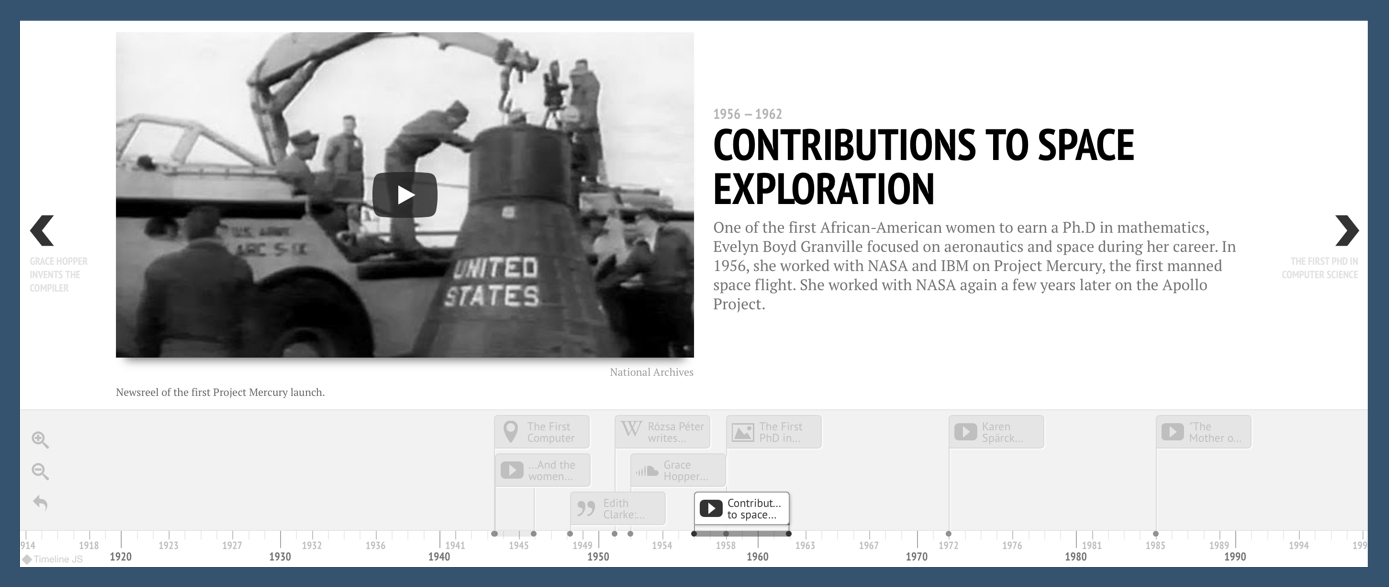 1956 — 1962
CONTRIBUTIONS TO SPACE
EXPLORATION
One of the first African-American women to earn a Ph.D in mathematics,
Evelyn Boyd Granville focused on aeronautics and space during her career. In
1956, she worked with NASA and IBM on Project Mercury, the first manned
space flight. She worked with NASA again a few years later on the Apollo
Project.
GRACE HOPPER
INVENTS THE
COMPILER
THE FIRST PHD IN
COMPUTER SCIENCE
U.S. ARMY
UNITED
STATES
National Archives
Newsreel of the first Project Mercury launch.
The First
Computer
Rózsa Péter
writes...
The First
PhD in...
Karen
Spärck...
"The
Mother o...
...And the
women...
Grace
Hopper...
Edith
Clarke:...
Contribut...
to space...
914 1918 1923 1927 1932 1936 1941 1945 1949 1954 1958 1965 1967 1972 1976 1981 1985 1989 1994 199
1920 1930 1940 1950 1960 1970 1980 1990
Timeline JS